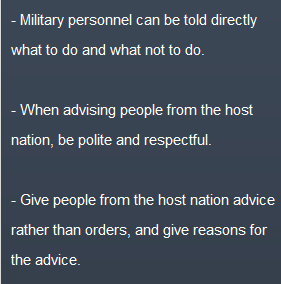 - Military personnel can be told directly
what to do and what not to do.
- When advising people from the host
nation, be polite and respectful.
- Give people from the host nation advice
rather than orders, and give reasons for
the advice.